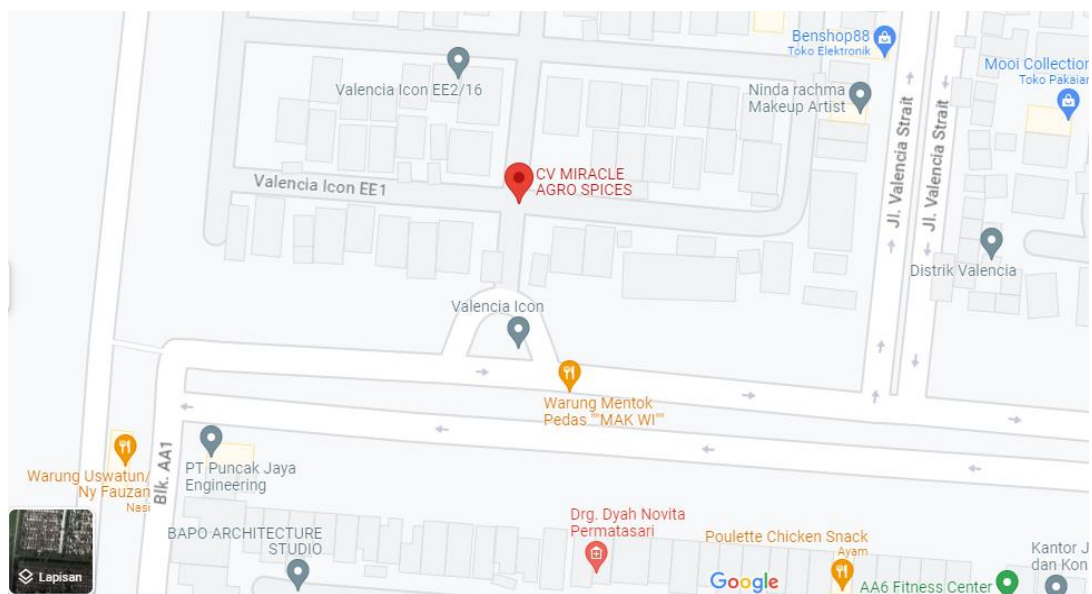 Benshop88
Toko Elektronik
Mooi Collection
Toko Pakaian
Valencia Icon EE2/16
Ninda rachma
Makeup Artist
CV MIRACLE
AGRO SPICES
Valencia Icon EE1
Jl. Valencia Strait
Jl. Valencia Strait
Distrik Valencia
Valencia Icon
Warung Mentok
Pedas ""MAK WI""
Warung Uswatun/
Ny Fauzan
Nasi
Blk. AA1
PT Puncak Jaya
Engineering
BAPO ARCHITECTURE
STUDIO
Drg. Dyah Novita
Permatasari
Poulette Chicken Snack
Ayam
Kantor J
dan Kon
AA6 Fitness Center
Lapisan
Google